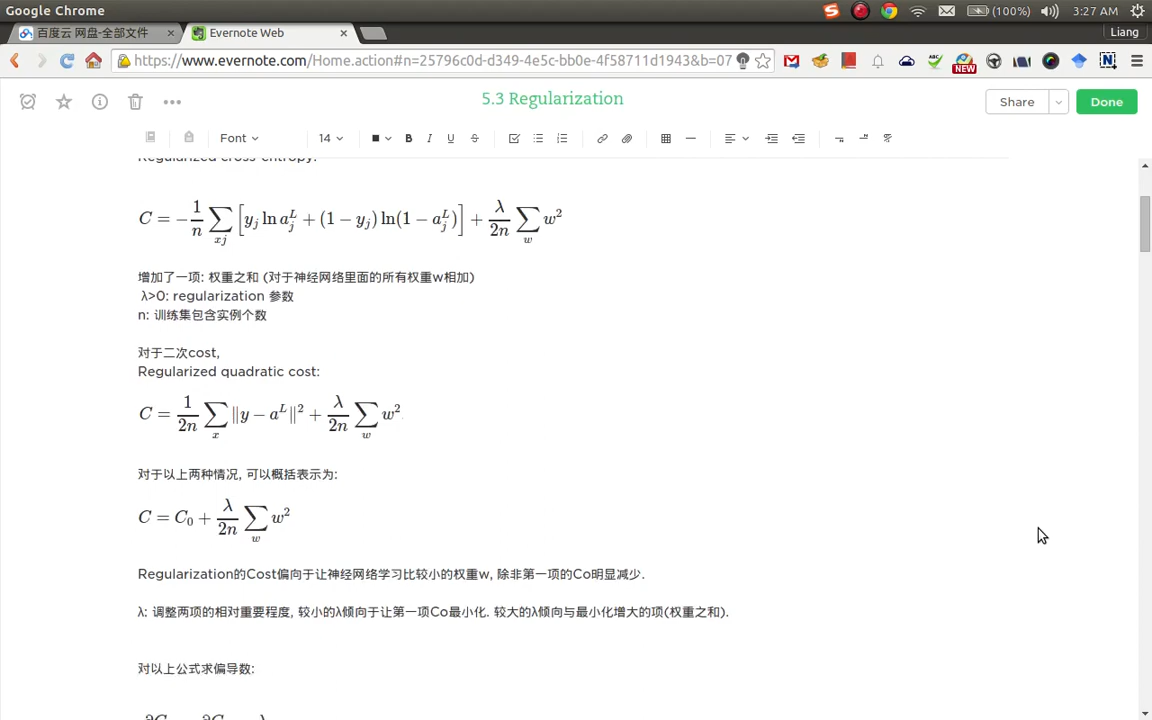 Google Chrome
(100%)
3:27 AM
百度云 网盘-全部文件
Evernote Web
Liang
https://www.evernote.com/Home.action#n=25796c0d-d349-4e5c-bb0e-4f58711d1943&b=07
NEW
5.3 Regularization
Share
Done
Font
14
B I U S
Regularized cross-entropy:
C = −\frac{1}{n} \sum_{xj} [y_j \ln a_j^L + (1 − y_j) \ln(1 − a_j^L)] + \frac{λ}{2n} \sum_w w^2
增加了一项: 权重之和 (对于神经网络里面的所有权重w相加)
λ>0: regularization 参数
n: 训练集包含实例个数
对于二次cost,
Regularized quadratic cost:
C = \frac{1}{2n} \sum_x ‖y − a^L‖^2 + \frac{λ}{2n} \sum_w w^2
对于以上两种情况, 可以概括表示为:
C = C_0 + \frac{λ}{2n} \sum_w w^2
Regularization的Cost偏向于让神经网络学习比较小的权重w, 除非第一项的Co明显减少.
λ: 调整两项的相对重要程度, 较小的λ倾向于让第一项Co最小化. 较大的λ倾向与最小化增大的项(权重之和).
对以上公式求偏导数: